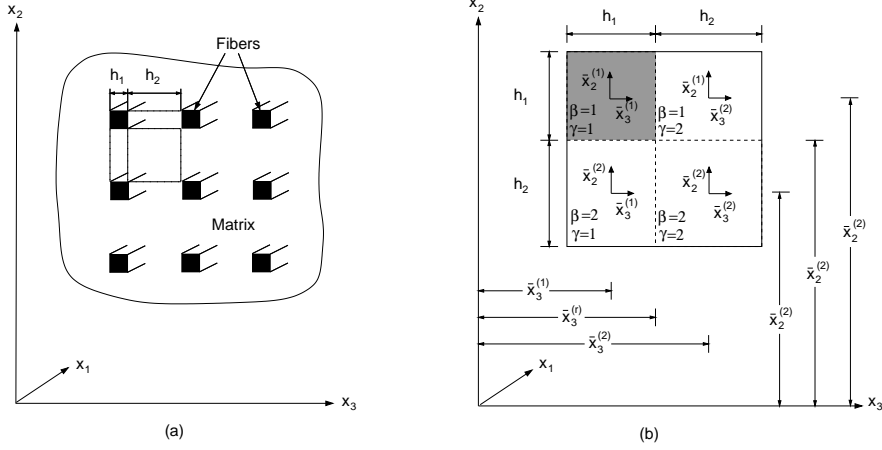 x₂
Fibers
h₁ h₂
Matrix
x₁
x₃
(a)
x₂
h₁ h₂
h₁
x̄₂⁽¹⁾
x̄₃⁽¹⁾
β=1
γ=1
x̄₂⁽¹⁾
x̄₃⁽²⁾
β=1
γ=2
h₂
x̄₂⁽²⁾
x̄₃⁽¹⁾
β=2
γ=1
x̄₂⁽²⁾
x̄₃⁽²⁾
β=2
γ=2
x̄₂⁽²⁾
x̄₂⁽²⁾
x̄₂⁽²⁾
x̄₃⁽¹⁾
x̄₃⁽ʳ⁾
x̄₃⁽²⁾
x₁
x₃
(b)